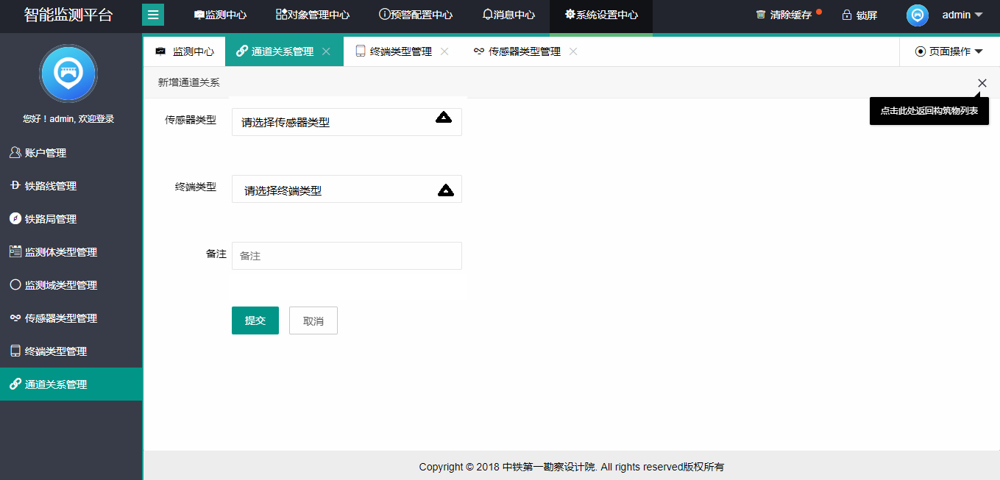 智能监测平台
监测中心
对象管理中心
预警配置中心
消息中心
系统设置中心
清除缓存
锁屏
admin
监测中心
通道关系管理
终端类型管理
传感器类型管理
页面操作
您好！admin, 欢迎登录
账户管理
铁路线管理
铁路局管理
监测体类型管理
监测域类型管理
传感器类型管理
终端类型管理
通道关系管理
新增通道关系
点击此处返回构筑物列表
传感器类型
请选择传感器类型
终端类型
请选择终端类型
备注
备注
提交
取消
Copyright © 2018 中铁第一勘察设计院. All rights reserved版权所有